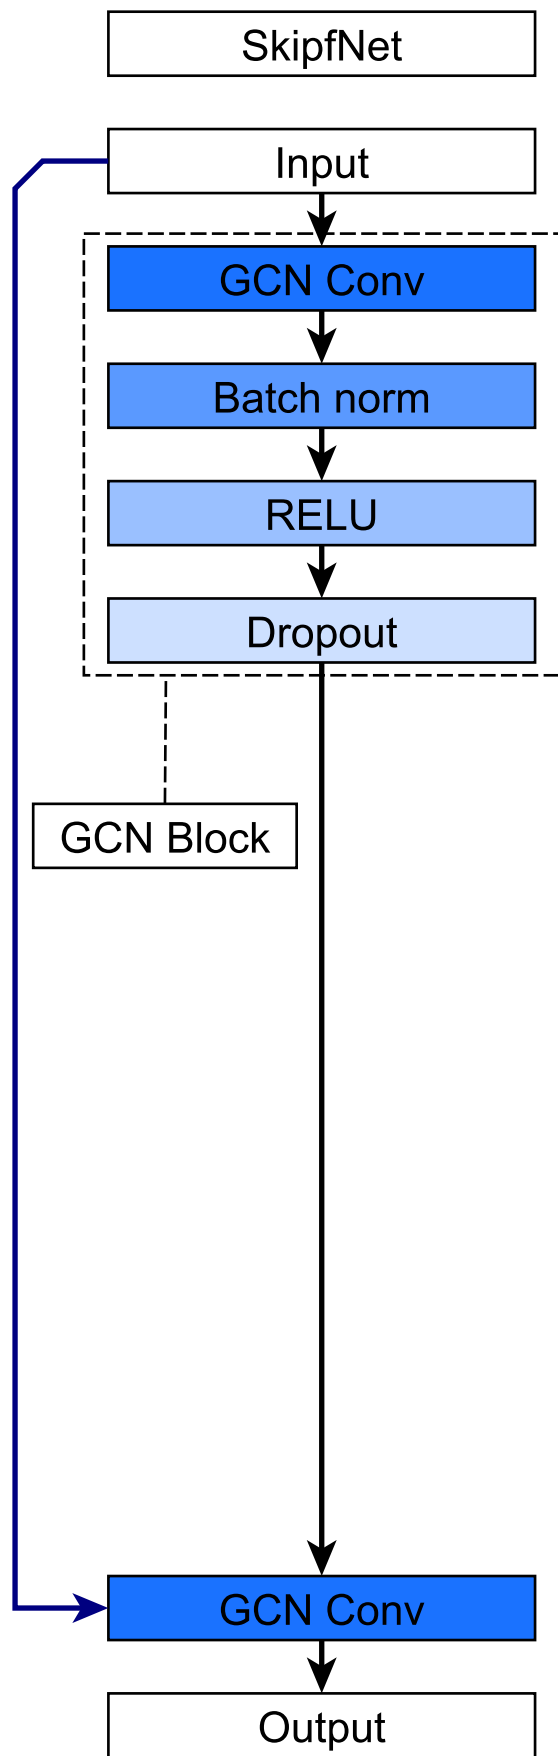 SkipfNet
Input
GCN Conv
Batch norm
RELU
Dropout
GCN Block
GCN Conv
Output